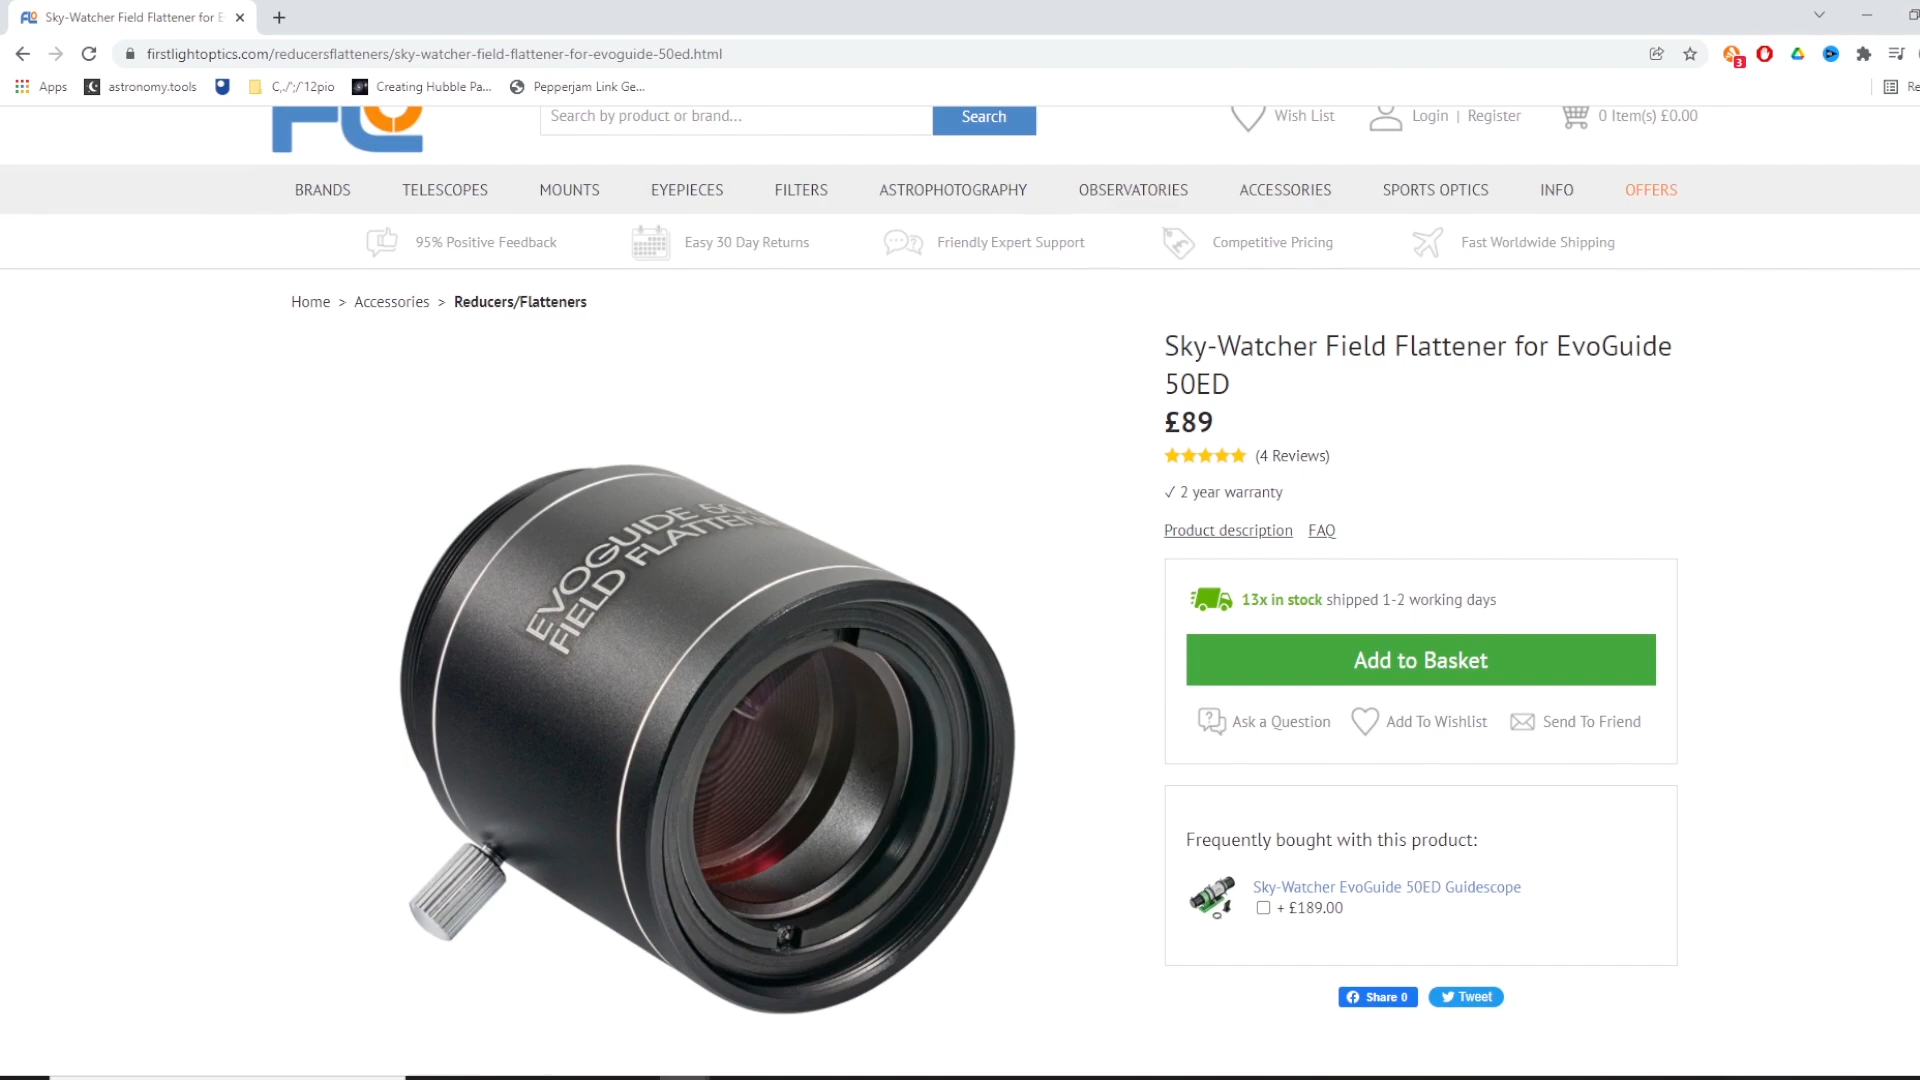 Sky-Watcher Field Flattener for
firstlightoptics.com/reducersflatteners/sky-watcher-field-flattener-for-evoguide-50ed.html
3
Apps astronomy.tools C,./';/'12pio Creating Hubble Pa... Pepperjam Link Ge...
FLO
Search by product or brand... Search Wish List Login | Register 0 Item(s) £0.00
BRANDS TELESCOPES MOUNTS EYEPIECES FILTERS ASTROPHOTOGRAPHY OBSERVATORIES ACCESSORIES SPORTS OPTICS INFO OFFERS
95% Positive Feedback Easy 30 Day Returns Friendly Expert Support Competitive Pricing Fast Worldwide Shipping
Home > Accessories > Reducers/Flatteners
Sky-Watcher Field Flattener for EvoGuide
50ED
£89
(4 Reviews)
✓ 2 year warranty
Product description FAQ
13x in stock shipped 1-2 working days
Add to Basket
Ask a Question Add To Wishlist Send To Friend
Frequently bought with this product:
Sky-Watcher EvoGuide 50ED Guidescope
+ £189.00
Share 0 Tweet
EVOGUIDE
FIELD